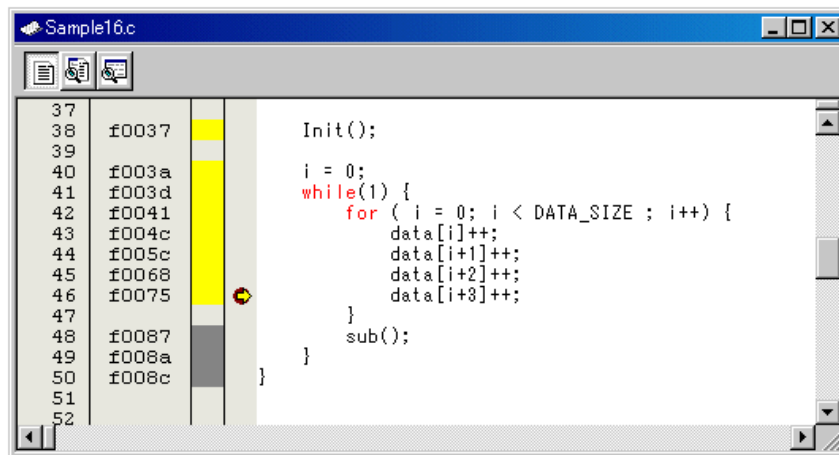 Sample16.c
37
38 f0037 Init();
39
40 f003a i = 0;
41 f003d while(1) {
42 f0041 for ( i = 0; i < DATA_SIZE ; i++) {
43 f004c data[i]++;
44 f005c data[i+1]++;
45 f0068 data[i+2]++;
46 f0075 data[i+3]++;
47 }
48 f0087 sub();
49 f008a }
50 f008c }
51
52